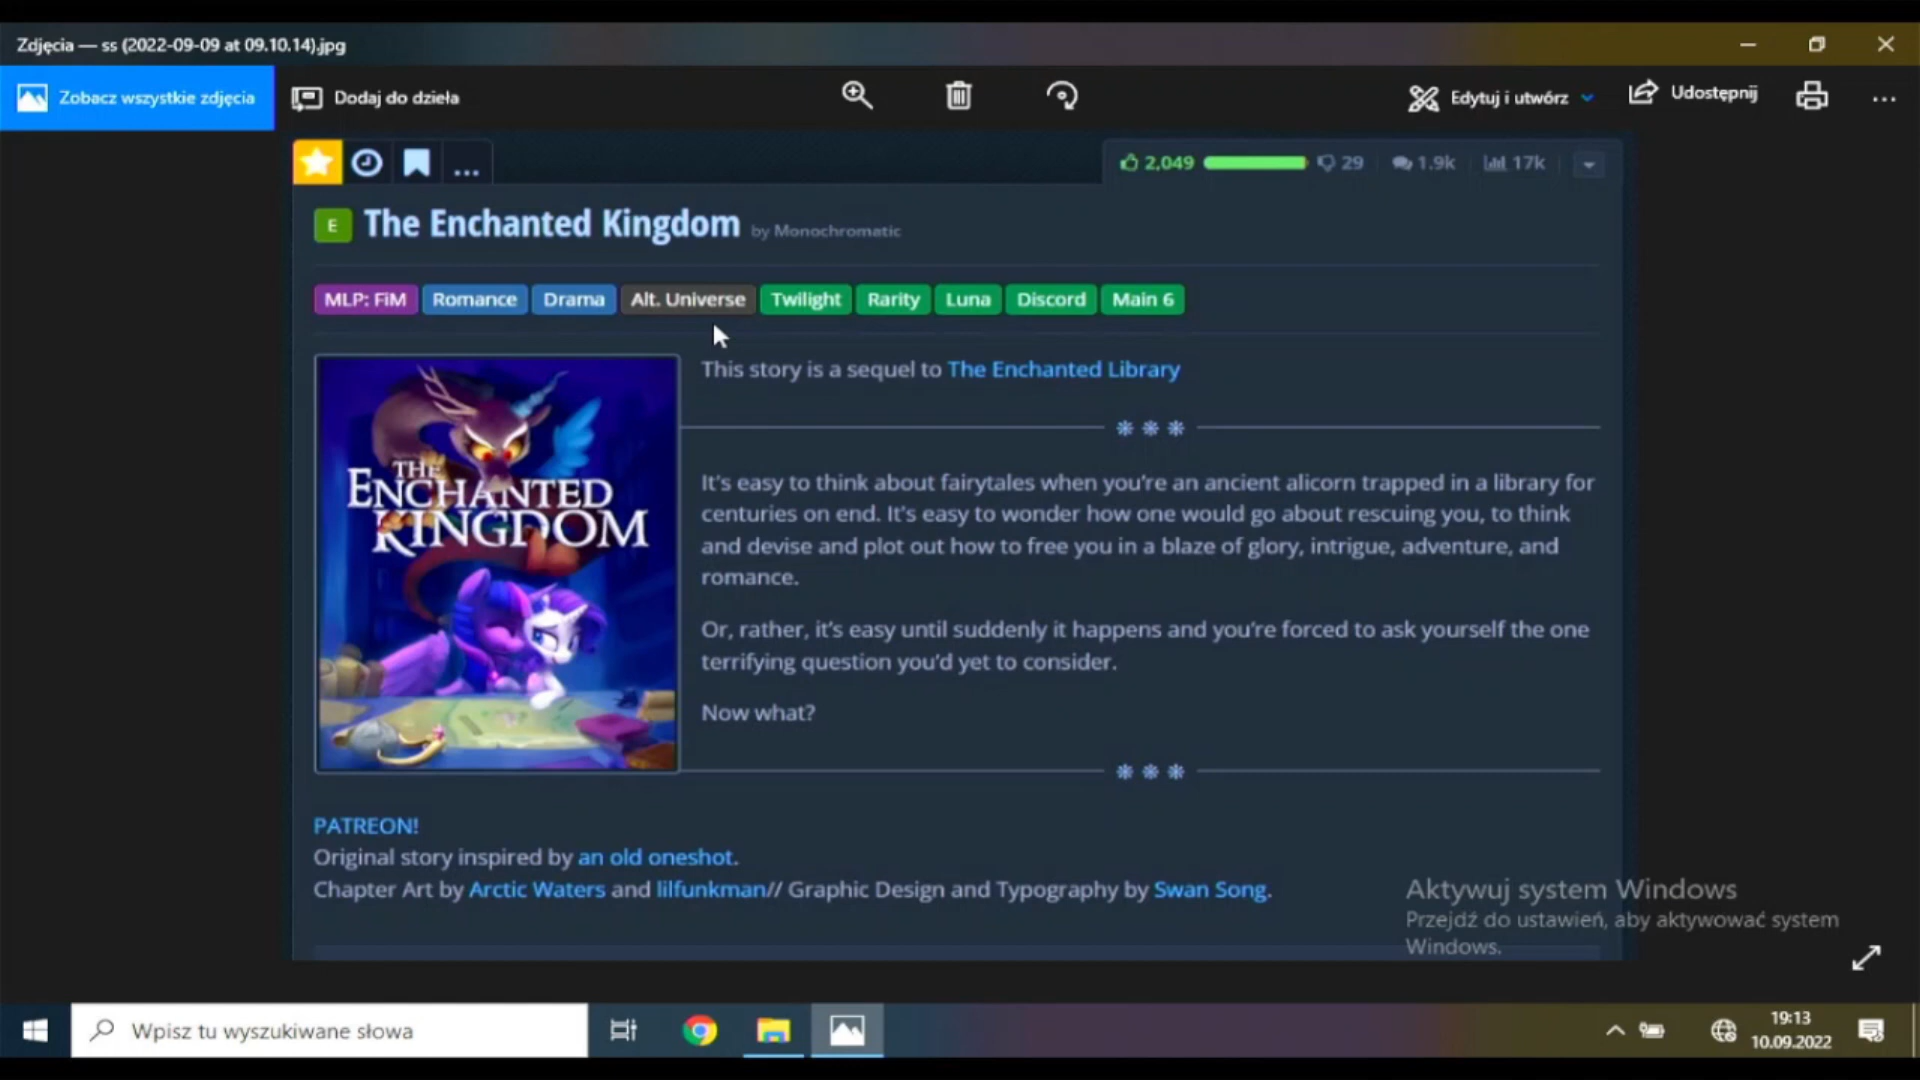 Zdjęcia — ss (2022-09-09 at 09.10.14).jpg
Zobacz wszystkie zdjęcia
Dodaj do dzieła
Edytuj i utwórz
Udostępnij
...
...
2,049
29
1.9k
17k
E
The Enchanted Kingdom by Monochromatic
MLP: FiM Romance Drama Alt. Universe Twilight Rarity Luna Discord Main 6
This story is a sequel to The Enchanted Library
THE
ENCHANTED
KINGDOM
It's easy to think about fairytales when you're an ancient alicorn trapped in a library for
centuries on end. It's easy to wonder how one would go about rescuing you, to think
and devise and plot out how to free you in a blaze of glory, intrigue, adventure, and
romance.
Or, rather, it's easy until suddenly it happens and you're forced to ask yourself the one
terrifying question you'd yet to consider.
Now what?
PATREON!
Original story inspired by an old oneshot.
Chapter Art by Arctic Waters and lilfunkman// Graphic Design and Typography by Swan Song.
Aktywuj system Windows
Przejdź do ustawień, aby aktywować system
Windows.
Wpisz tu wyszukiwane słowa
19:13
10.09.2022